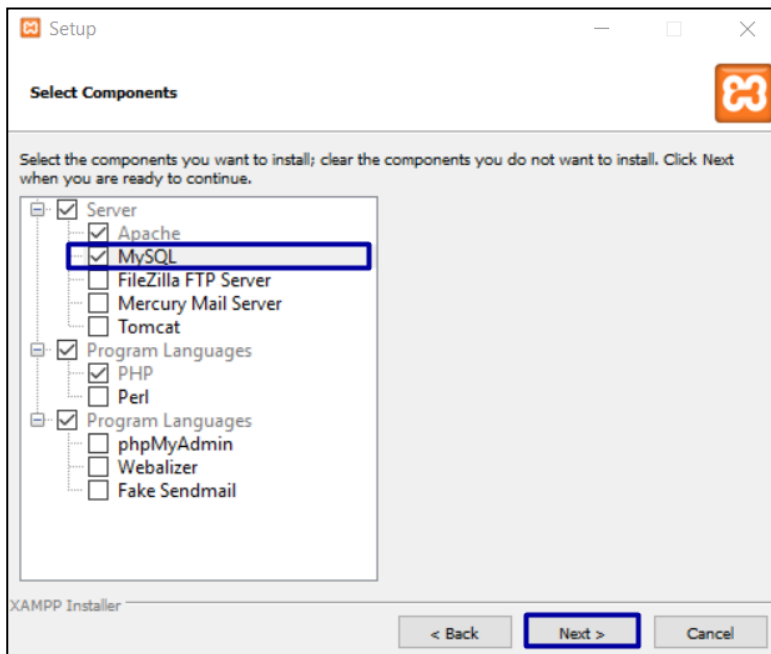 Setup
Select Components
Select the components you want to install; clear the components you do not want to install. Click Next
when you are ready to continue.
Server
Apache
MySQL
FileZilla FTP Server
Mercury Mail Server
Tomcat
Program Languages
PHP
Perl
Program Languages
phpMyAdmin
Webalizer
Fake Sendmail
XAMPP Installer
< Back Next > Cancel